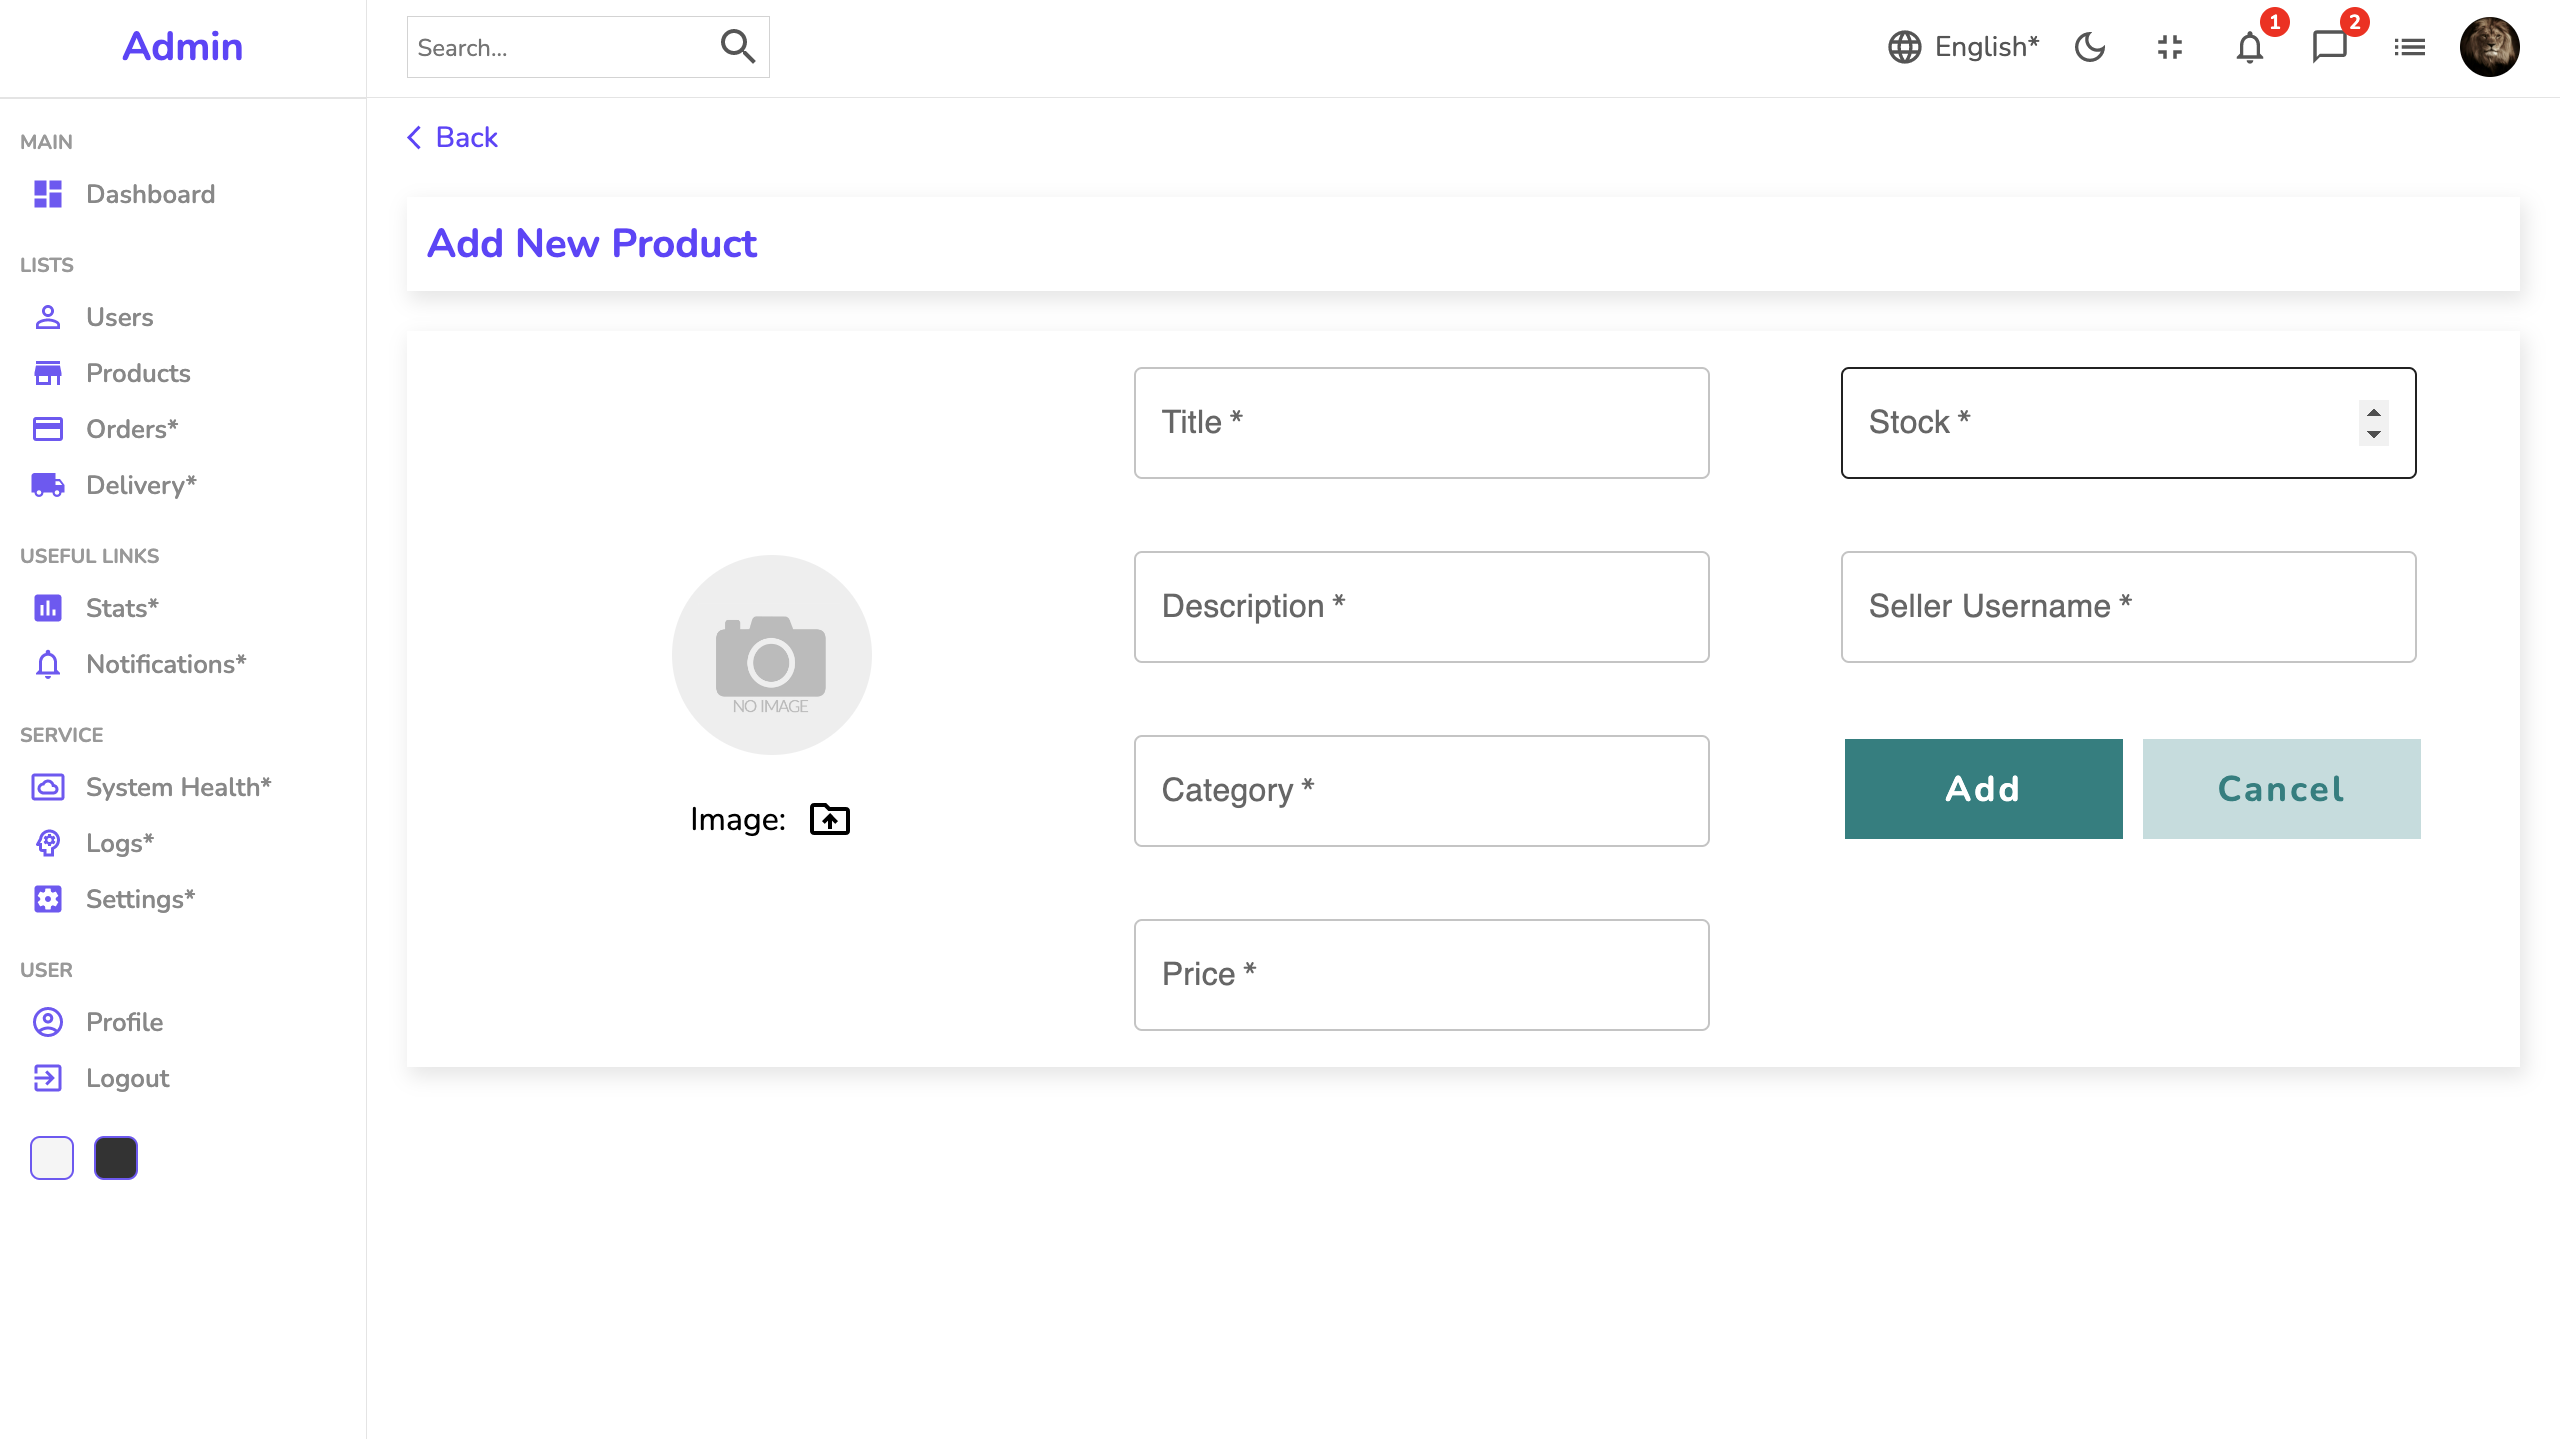 Admin
Search...
English*
1
2
MAIN
Dashboard
LISTS
Users
Products
Orders*
Delivery*
USEFUL LINKS
Stats*
Notifications*
SERVICE
System Health*
Logs*
Settings*
USER
Profile
Logout
Back
Add New Product
NO IMAGE
Image:
Title *
Description *
Category *
Price *
Stock *
Seller Username *
Add
Cancel